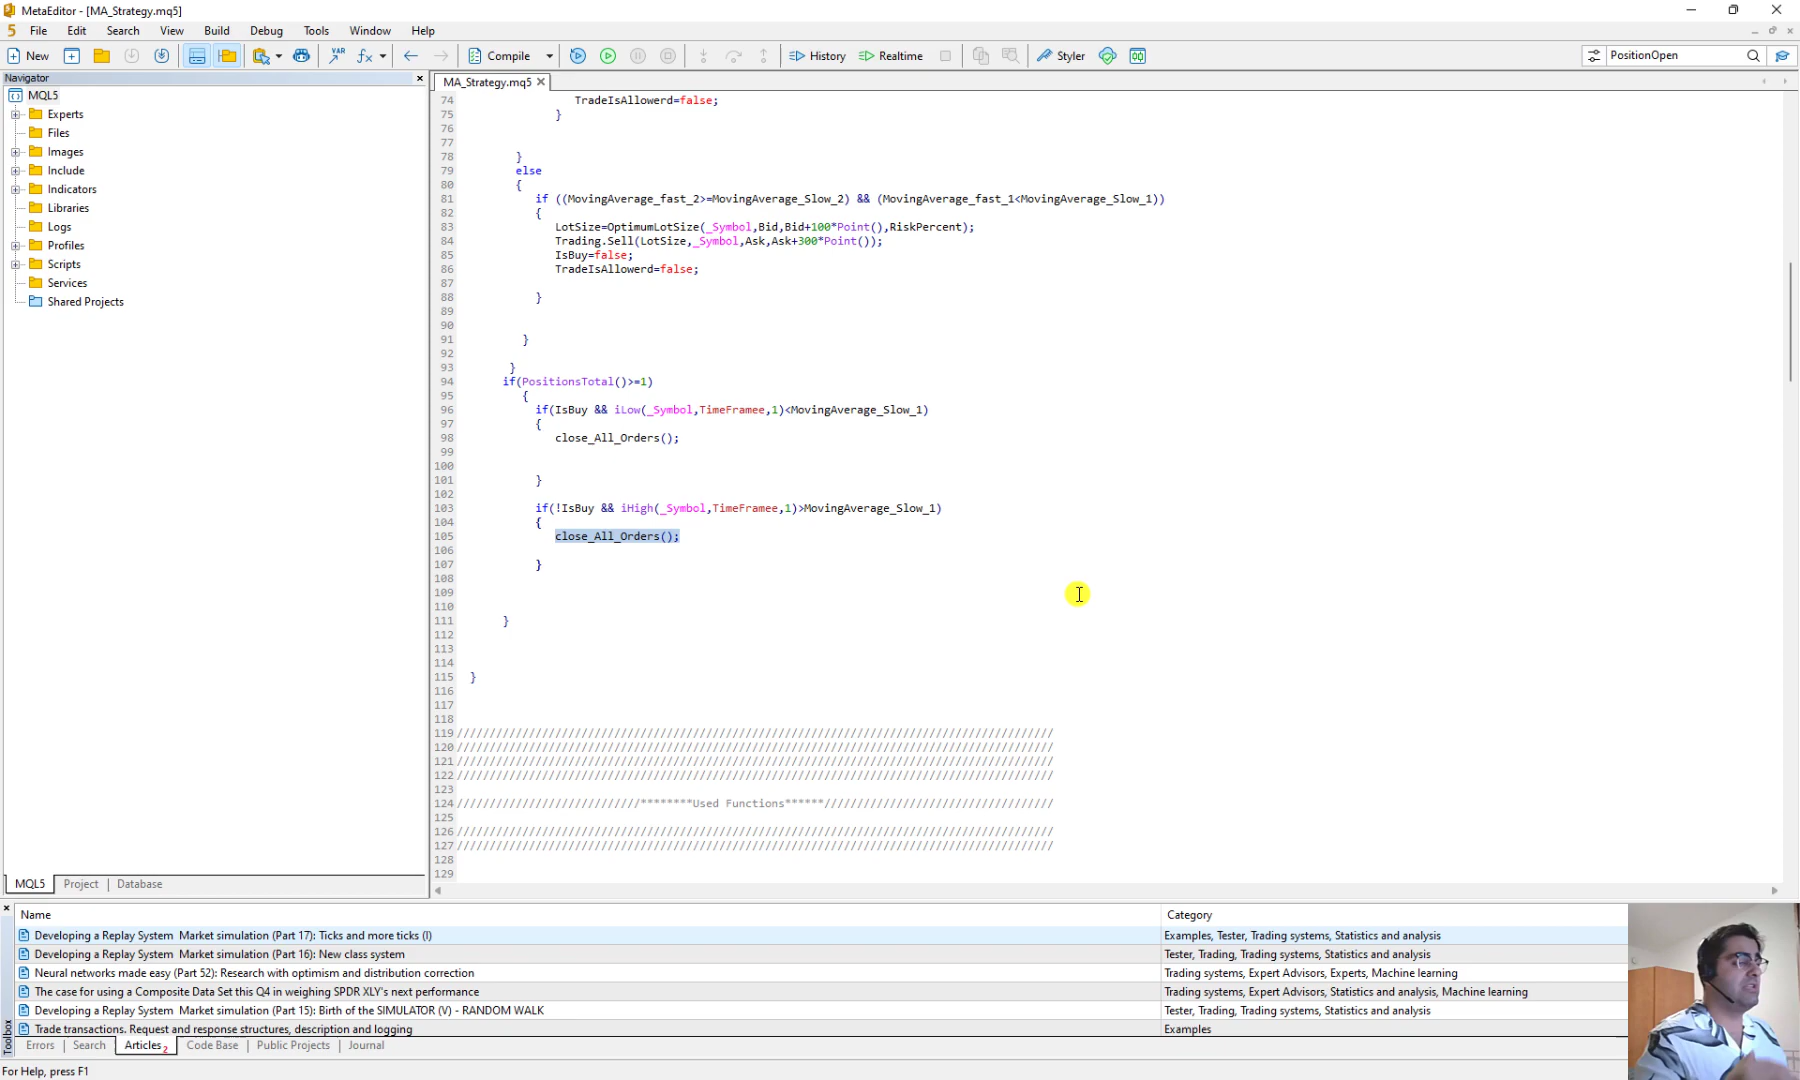 MetaEditor - [MA_Strategy.mq5]
5 File Edit Search View Build Debug Tools Window Help
New VAR fx Compile History Realtime Styler PositionOpen
Navigator
MQL5
Experts
Files
Images
Include
Indicators
Libraries
Logs
Profiles
Scripts
Services
Shared Projects
MQL5 Project Database
MA_Strategy.mq5
74 TradeIsAllowerd=false;
75 }
76
77
78 }
79 else
80 {
81 if ((MovingAverage_fast_2>=MovingAverage_Slow_2) && (MovingAverage_fast_1<MovingAverage_Slow_1))
82 {
83 LotSize=OptimumLotSize(_Symbol,Bid,Bid+100*Point(),RiskPercent);
84 Trading.Sell(LotSize,_Symbol,Ask,Ask+300*Point());
85 IsBuy=false;
86 TradeIsAllowerd=false;
87
88 }
89
90
91 }
92
93 }
94 if(PositionsTotal()>=1)
95 {
96 if(IsBuy && iLow(_Symbol,TimeFramee,1)<MovingAverage_Slow_1)
97 {
98 close_All_Orders();
99
100
101 }
102
103 if(!IsBuy && iHigh(_Symbol,TimeFramee,1)>MovingAverage_Slow_1)
104 {
105 close_All_Orders();
106
107 }
108
109
110
111 }
112
113
114
115 }
116
117
118
119 ///////////////////////////////////////////////////////////////////////////////////////////
120 ///////////////////////////////////////////////////////////////////////////////////////////
121 ///////////////////////////////////////////////////////////////////////////////////////////
122 ///////////////////////////////////////////////////////////////////////////////////////////
123
124 ////////////////////////////********Used Functions******///////////////////////////////////
125
126 ///////////////////////////////////////////////////////////////////////////////////////////
127 ///////////////////////////////////////////////////////////////////////////////////////////
128
129
Name Category
Developing a Replay System Market simulation (Part 17): Ticks and more ticks (I) Examples, Tester, Trading systems, Statistics and analysis
Developing a Replay System Market simulation (Part 16): New class system Tester, Trading, Trading systems, Statistics and analysis
Neural networks made easy (Part 52): Research with optimism and distribution correction Trading systems, Expert Advisors, Experts, Machine learning
The case for using a Composite Data Set this Q4 in weighing SPDR XLY's next performance Trading systems, Expert Advisors, Statistics and analysis, Machine learning
Developing a Replay System Market simulation (Part 15): Birth of the SIMULATOR (V) - RANDOM WALK Tester, Trading, Trading systems, Statistics and analysis
Trade transactions. Request and response structures, description and logging Examples
Toolbox
Errors Search Articles 2 Code Base Public Projects Journal
For Help, press F1